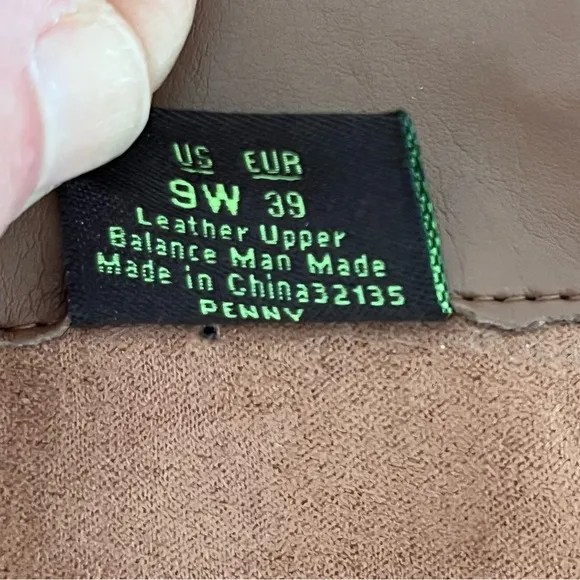 US EUR
9W 39
Leather Upper
Balance Man Made
Made in China32135
PENNY